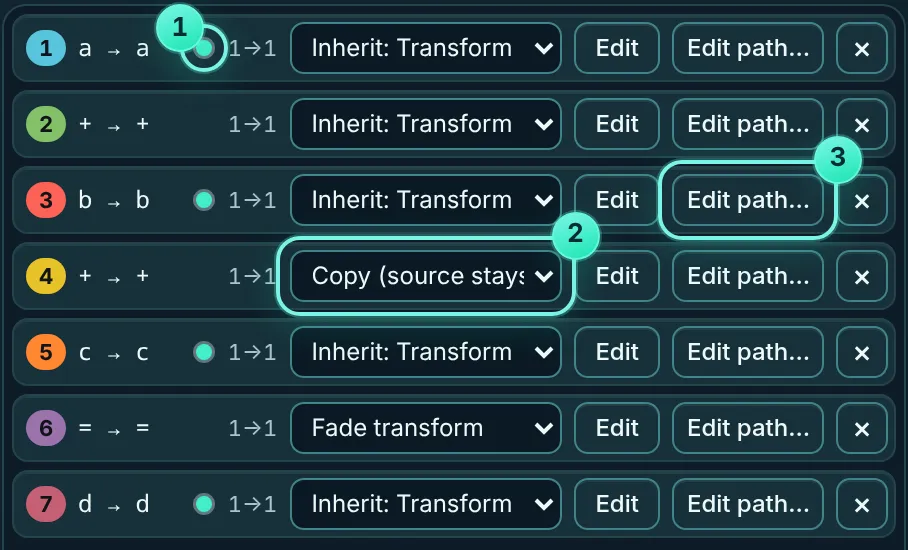 1 a → a 1 1→1 Inherit: Transform Edit Edit path... ×
2 + → + 1→1 Inherit: Transform Edit Edit path... ×
3 b → b 1→1 Inherit: Transform Edit Edit path... 3 ×
4 + → + 1→1 Copy (source stays 2 Edit Edit path... ×
5 c → c 1→1 Inherit: Transform Edit Edit path... ×
6 = → = 1→1 Fade transform Edit Edit path... ×
7 d → d 1→1 Inherit: Transform Edit Edit path... ×